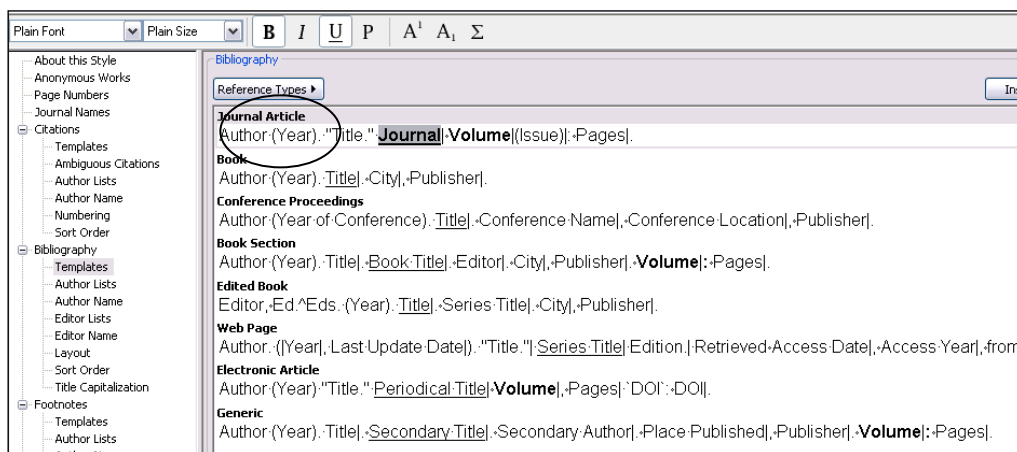 Plain Font Plain Size B I U P A¹ A₁ Σ
About this Style
Anonymous Works
Page Numbers
Journal Names
Citations
Templates
Ambiguous Citations
Author Lists
Author Name
Numbering
Sort Order
Bibliography
Templates
Author Lists
Author Name
Editor Lists
Editor Name
Layout
Sort Order
Title Capitalization
Footnotes
Templates
Author Lists
Bibliography
Reference Types
Journal Article
Author·(Year).·"Title."·Journal|·Volume|(Issue)|:·Pages|.
Book
Author·(Year).·Title|.·City|,·Publisher|.
Conference Proceedings
Author·(Year·of·Conference).·Title|.·Conference·Name|,·Conference·Location|,·Publisher|.
Book Section
Author·(Year).·Title|.·Book·Title|.·Editor|.·City|,·Publisher|.·Volume|:·Pages|.
Edited Book
Editor,·Ed.^Eds.·(Year).·Title|.·Series·Title|.·City|,·Publisher|.
Web Page
Author.·(|Year|,·Last·Update·Date|).·"Title."|·Series·Title|·Edition.|·Retrieved·Access·Date|,·Access·Year|,·from
Electronic Article
Author·(Year)·"Title."·Periodical·Title|·Volume|,·Pages|·`DOI`:·DOI|.
Generic
Author·(Year).·Title|.·Secondary·Title|.·Secondary·Author|.·Place·Published|,·Publisher|.·Volume|:·Pages|.